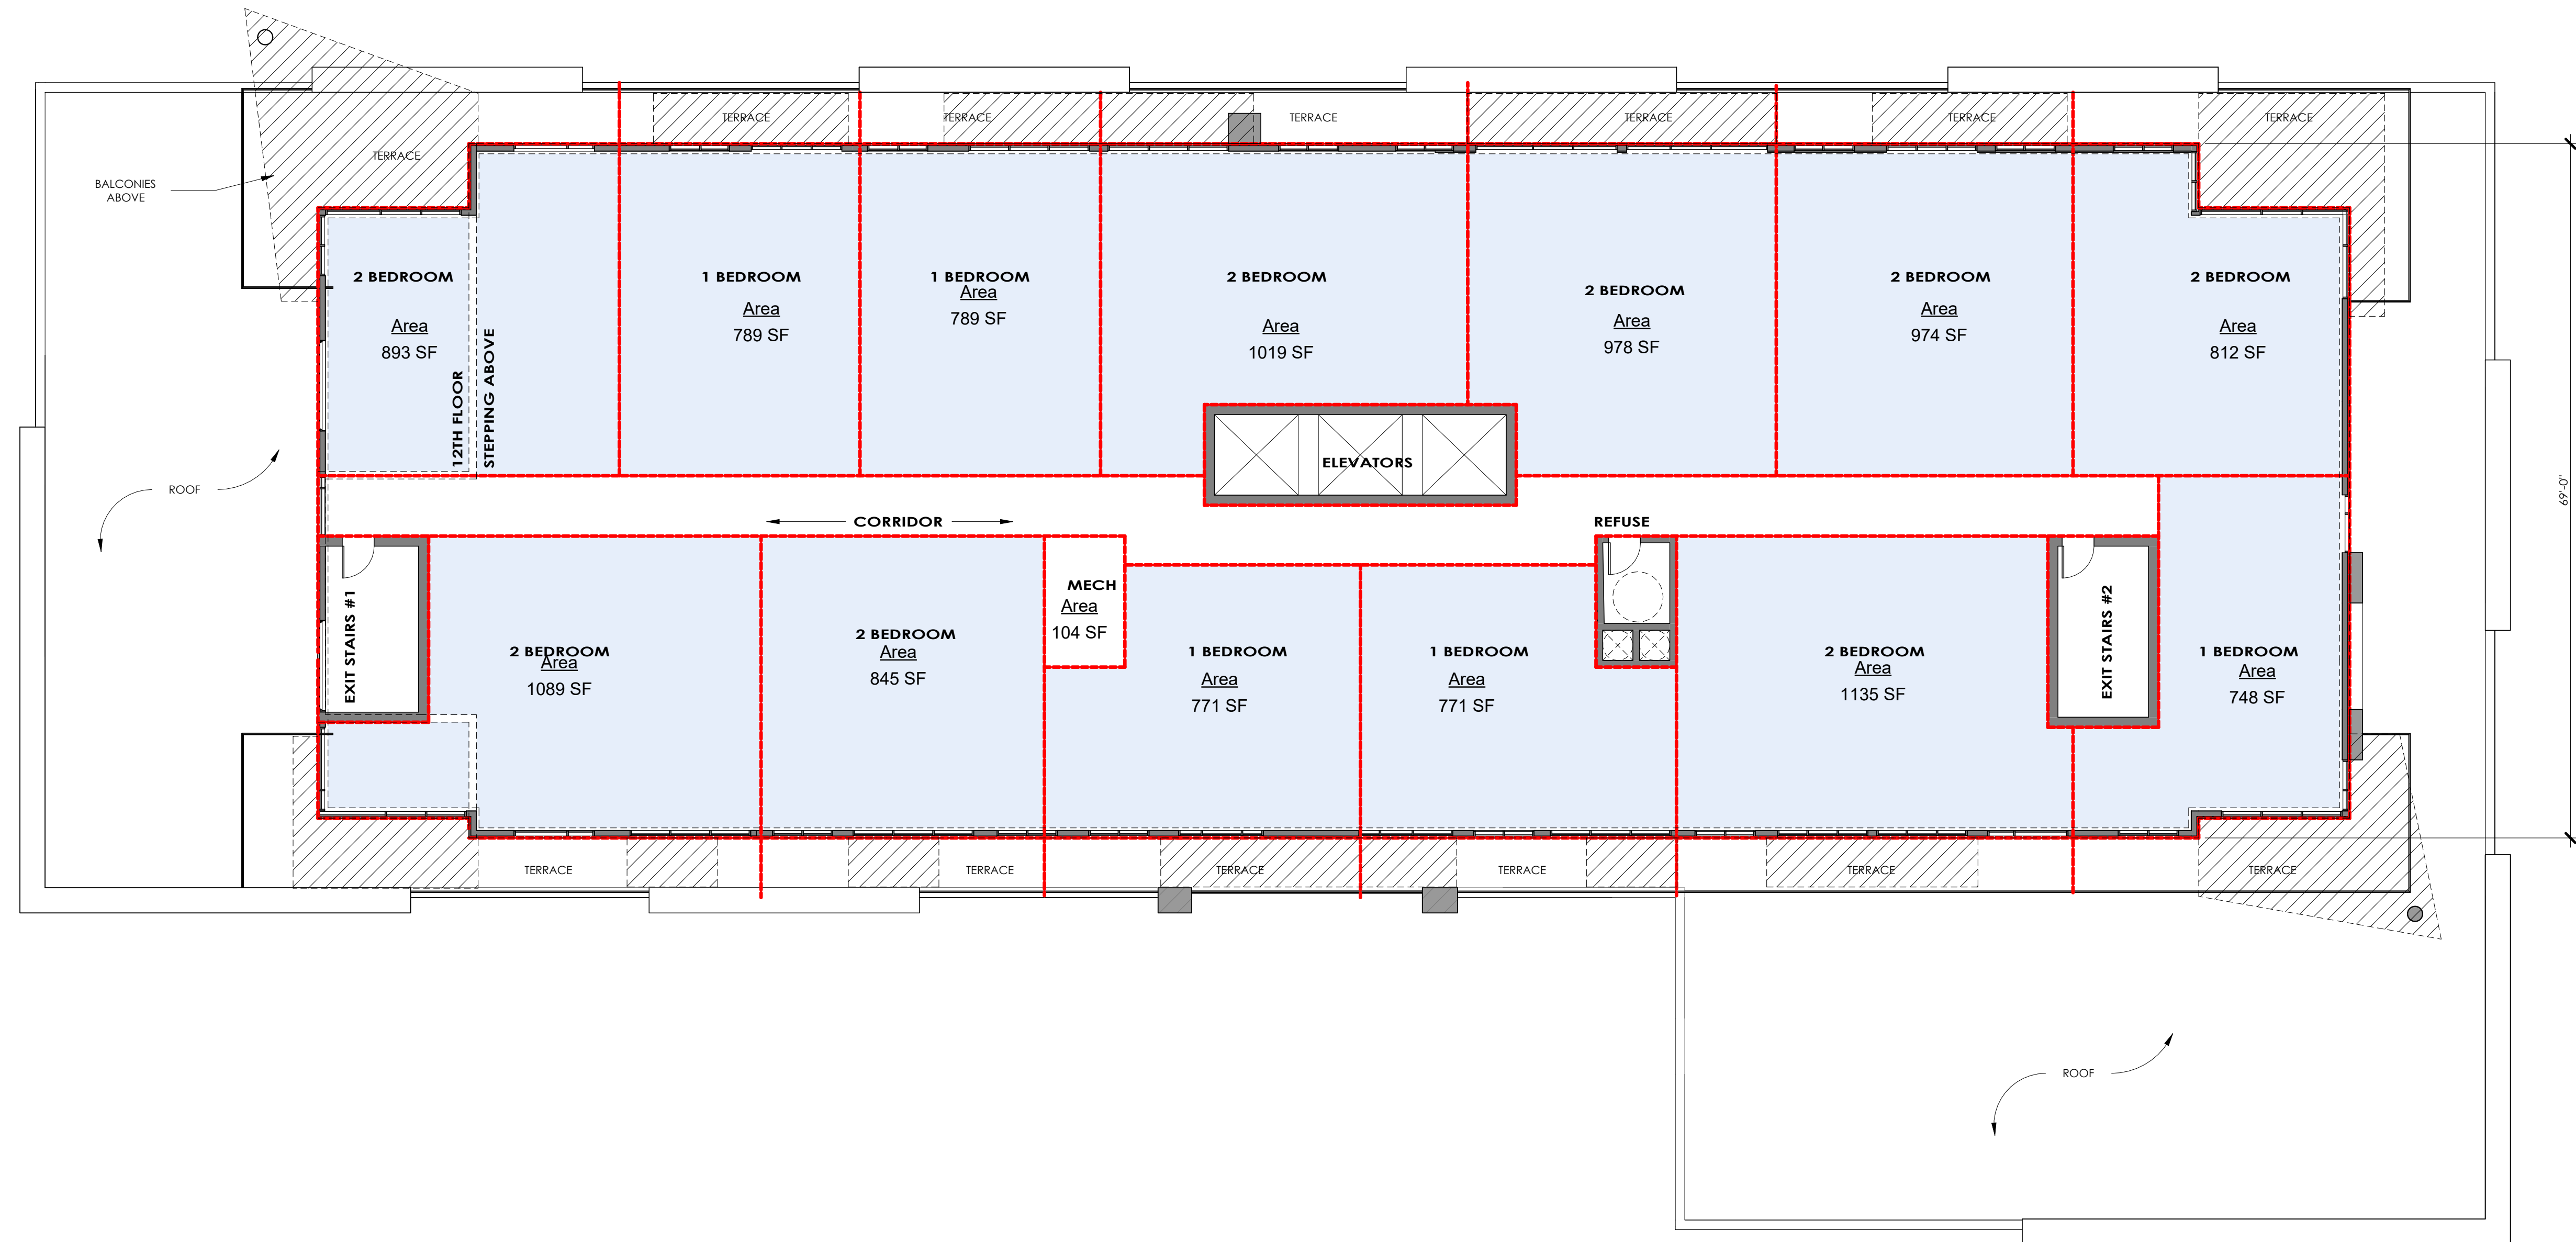 TERRACE
TERRACE
TERRACE
TERRACE
TERRACE
TERRACE
TERRACE
BALCONIES
ABOVE
2 BEDROOM
Area
893 SF
12TH FLOOR
STEPPING ABOVE
1 BEDROOM
Area
789 SF
1 BEDROOM
Area
789 SF
2 BEDROOM
Area
1019 SF
2 BEDROOM
Area
978 SF
2 BEDROOM
Area
974 SF
2 BEDROOM
Area
812 SF
ELEVATORS
ROOF
69'-0"
CORRIDOR
REFUSE
EXIT STAIRS #1
2 BEDROOM
Area
1089 SF
2 BEDROOM
Area
845 SF
MECH
Area
104 SF
1 BEDROOM
Area
771 SF
1 BEDROOM
Area
771 SF
2 BEDROOM
Area
1135 SF
EXIT STAIRS #2
1 BEDROOM
Area
748 SF
TERRACE
TERRACE
TERRACE
TERRACE
TERRACE
TERRACE
ROOF